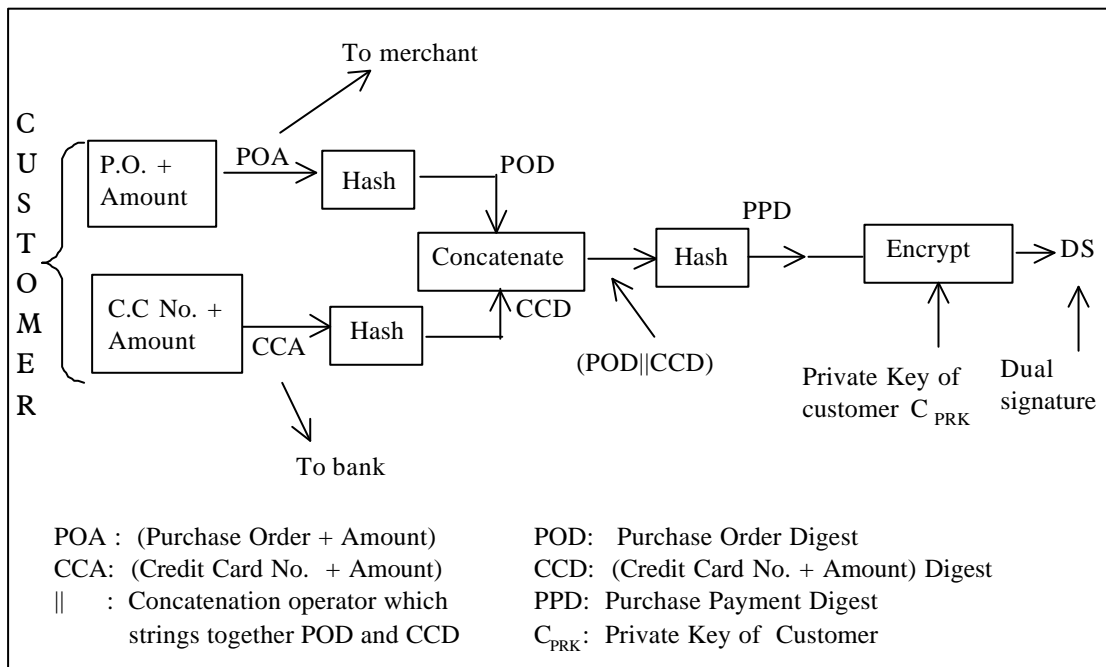 To merchant
CUSTOMER
P.O. +
Amount
POA
Hash
POD
Concatenate
Hash
PPD
Encrypt
DS
C.C No. +
Amount
CCA
Hash
CCD
(POD||CCD)
Private Key of
customer C PRK
Dual
signature
To bank
POA : (Purchase Order + Amount)
CCA: (Credit Card No. + Amount)
|| : Concatenation operator which
strings together POD and CCD
POD: Purchase Order Digest
CCD: (Credit Card No. + Amount) Digest
PPD: Purchase Payment Digest
CPRK: Private Key of Customer